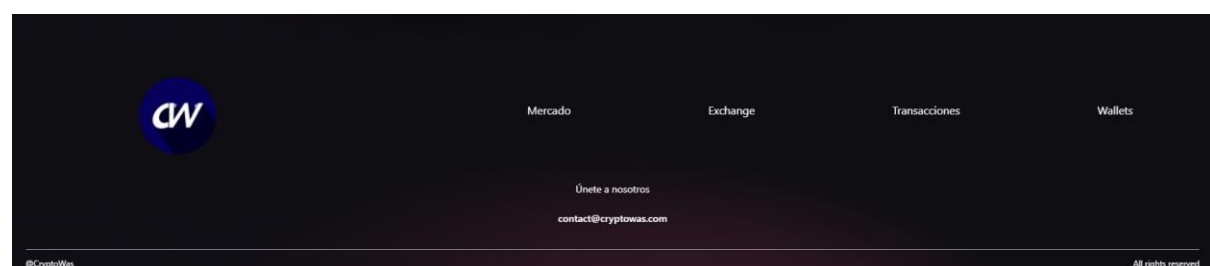 CW
Mercado Exchange Transacciones Wallets
Únete a nosotros
contact@cryptowas.com
@CryptoWas All rights reserved